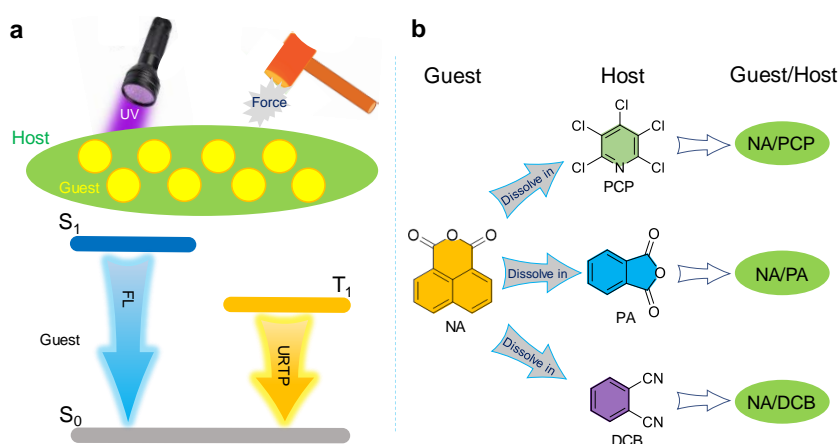 a
UV
Force
Host
Guest
S1
FL
Guest
T1
URTP
S0
b
Guest
Host
Guest/Host
Cl
Cl
Cl
Cl
N
Cl
PCP
Dissolve in
NA/PCP
O
O
O
NA
Dissolve in
O
O
O
PA
NA/PA
Dissolve in
CN
CN
DCB
NA/DCB